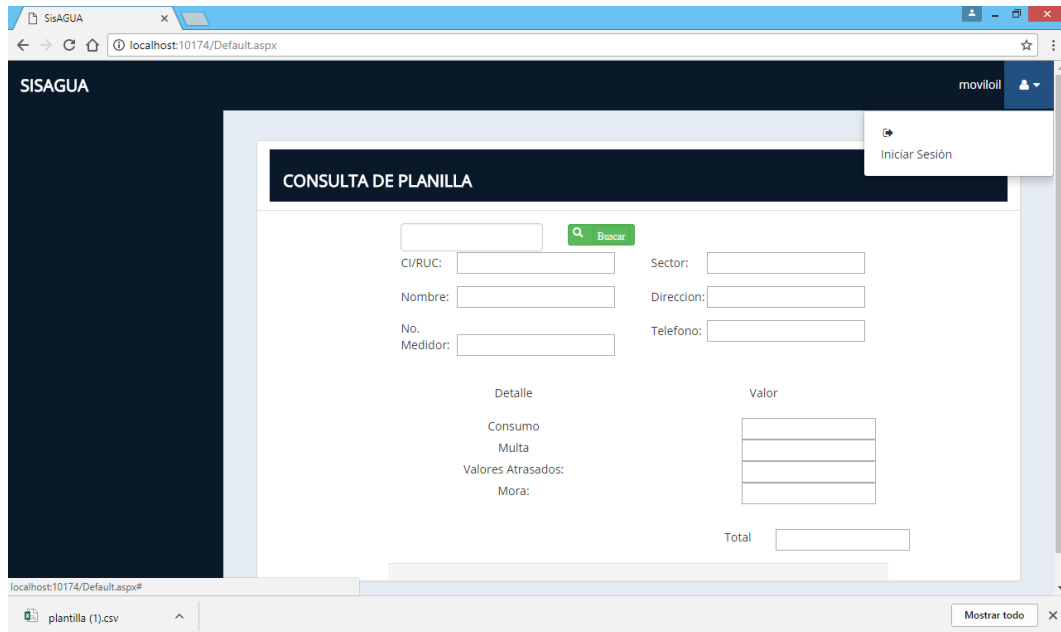 SisAGUA
localhost:10174/Default.aspx
SISAGUA
moviloil
Iniciar Sesión
CONSULTA DE PLANILLA
Buscar
CI/RUC:
Sector:
Nombre:
Direccion:
No.
Medidor:
Telefono:
Detalle
Valor
Consumo
Multa
Valores Atrasados:
Mora:
Total
localhost:10174/Default.aspx#
plantilla (1).csv
Mostrar todo